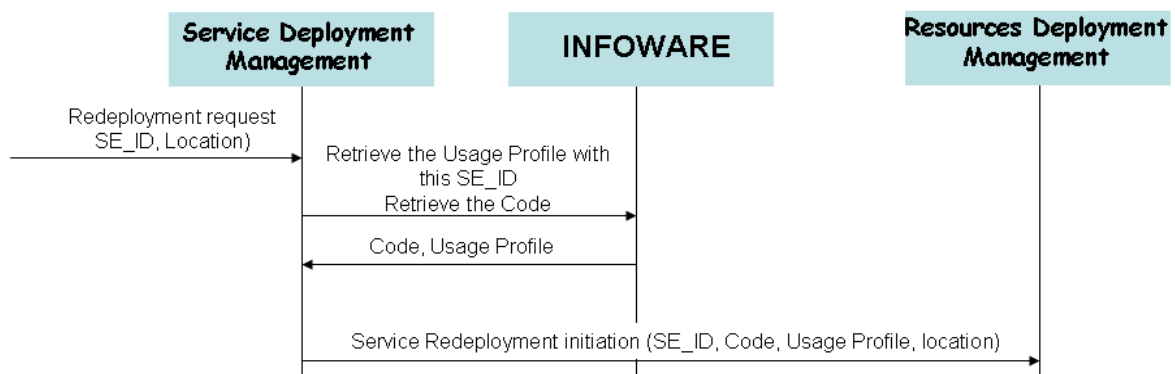 Service Deployment
Management
INFOWARE
Resources Deployment
Management
Redeployment request
SE_ID, Location)
Retrieve the Usage Profile with
this SE_ID
Retrieve the Code
Code, Usage Profile
Service Redeployment initiation (SE_ID, Code, Usage Profile, location)